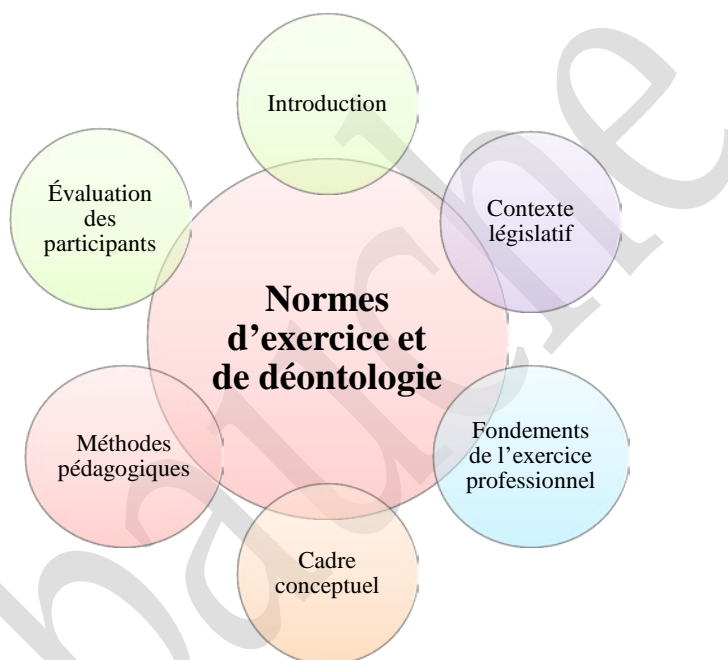 Introduction
Contexte
législatif
Fondements
de l'exercice
professionnel
Cadre
conceptuel
Méthodes
pédagogiques
Évaluation
des
participants
Normes
d'exercice et
de déontologie